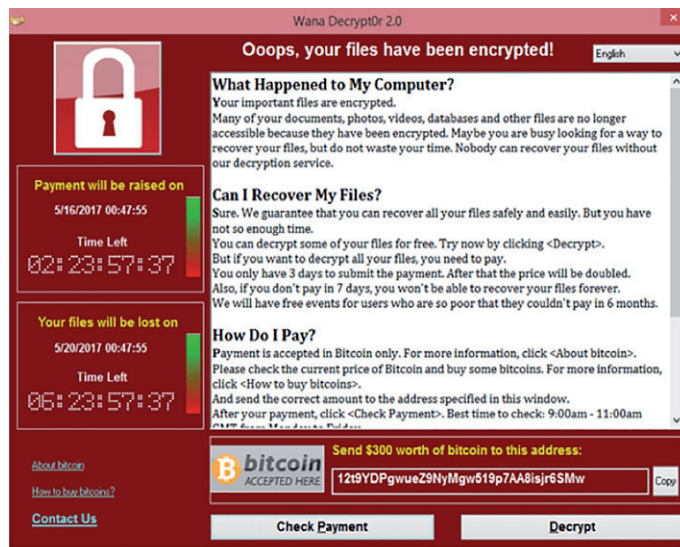 Wana Decrypt0r 2.0
Ooops, your files have been encrypted!
English
Payment will be raised on
5/16/2017 00:47:55
Time Left
02:23:57:37
Your files will be lost on
5/20/2017 00:47:55
Time Left
06:23:57:37
About bitcoin
How to buy bitcoins?
Contact Us
What Happened to My Computer?
Your important files are encrypted.
Many of your documents, photos, videos, databases and other files are no longer
accessible because they have been encrypted. Maybe you are busy looking for a way to
recover your files, but do not waste your time. Nobody can recover your files without
our decryption service.
Can I Recover My Files?
Sure. We guarantee that you can recover all your files safely and easily. But you have
not so enough time.
You can decrypt some of your files for free. Try now by clicking <Decrypt>.
But if you want to decrypt all your files, you need to pay.
You only have 3 days to submit the payment. After that the price will be doubled.
Also, if you don't pay in 7 days, you won't be able to recover your files forever.
We will have free events for users who are so poor that they couldn't pay in 6 months.
How Do I Pay?
Payment is accepted in Bitcoin only. For more information, click <About bitcoin>.
Please check the current price of Bitcoin and buy some bitcoins. For more information,
click <How to buy bitcoins>.
And send the correct amount to the address specified in this window.
After your payment, click <Check Payment>. Best time to check: 9:00am - 11:00am
GMT from Monday to Friday
bitcoin
ACCEPTED HERE
Send $300 worth of bitcoin to this address:
12t9YDPgwueZ9NyMgw519p7AA8isjr6SMw
Copy
Check Payment
Decrypt